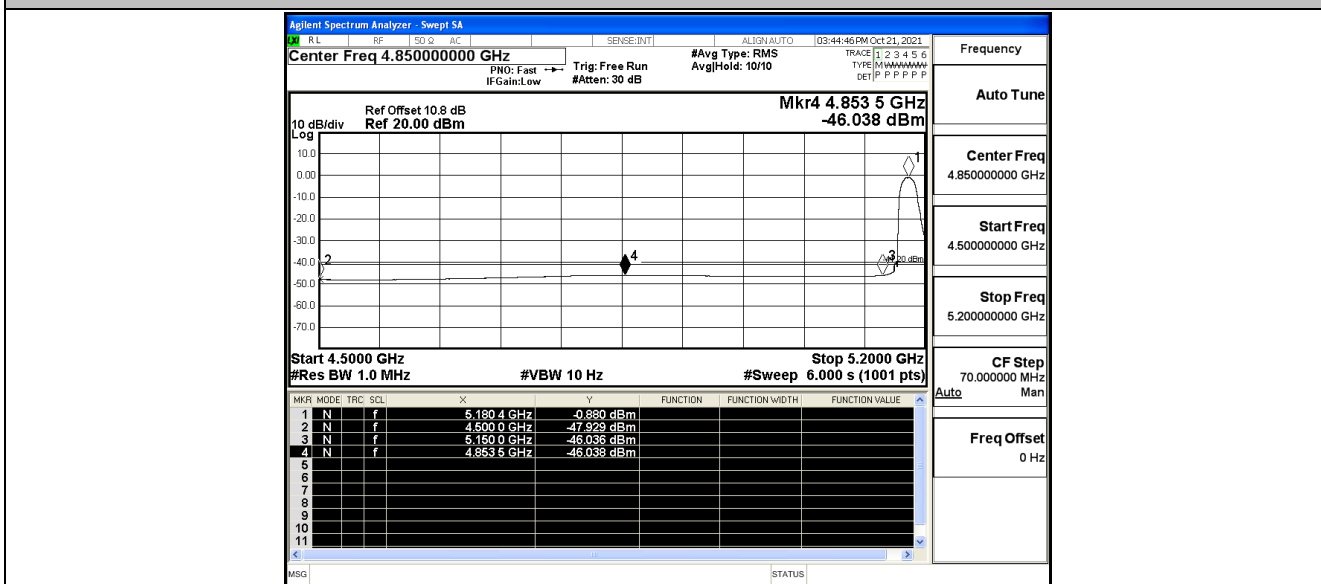 Agilent Spectrum Analyzer - Swept SA
RL RF 50 Ω AC SENSE:INT ALIGN AUTO 03:44:46 PM Oct 21, 2021
Center Freq 4.850000000 GHz
PNO: Fast
IFGain:Low
Trig: Free Run
#Atten: 30 dB
#Avg Type: RMS
Avg|Hold: 10/10
TRACE 1 2 3 4 5 6
TYPE M W W W W W
DET P P P P P P
Ref Offset 10.8 dB
10 dB/div Ref 20.00 dBm
Log
Mkr4 4.853 5 GHz
-46.038 dBm
10.0
0.00
-10.0
-20.0
-30.0
-40.0
-50.0
-60.0
-70.0
1
2
3
4
Start 4.5000 GHz Stop 5.2000 GHz
#Res BW 1.0 MHz #VBW 10 Hz #Sweep 6.000 s (1001 pts)
MKR MODE TRC SCL X Y FUNCTION FUNCTION WIDTH FUNCTION VALUE
1 N f 5.180 4 GHz -0.880 dBm
2 N f 4.500 0 GHz -47.929 dBm
3 N f 5.150 0 GHz -46.036 dBm
4 N f 4.853 5 GHz -46.038 dBm
5
6
7
8
9
10
11
MSG STATUS
Frequency
Auto Tune
Center Freq
4.850000000 GHz
Start Freq
4.500000000 GHz
Stop Freq
5.200000000 GHz
CF Step
70.000000 MHz
Auto Man
Freq Offset
0 Hz